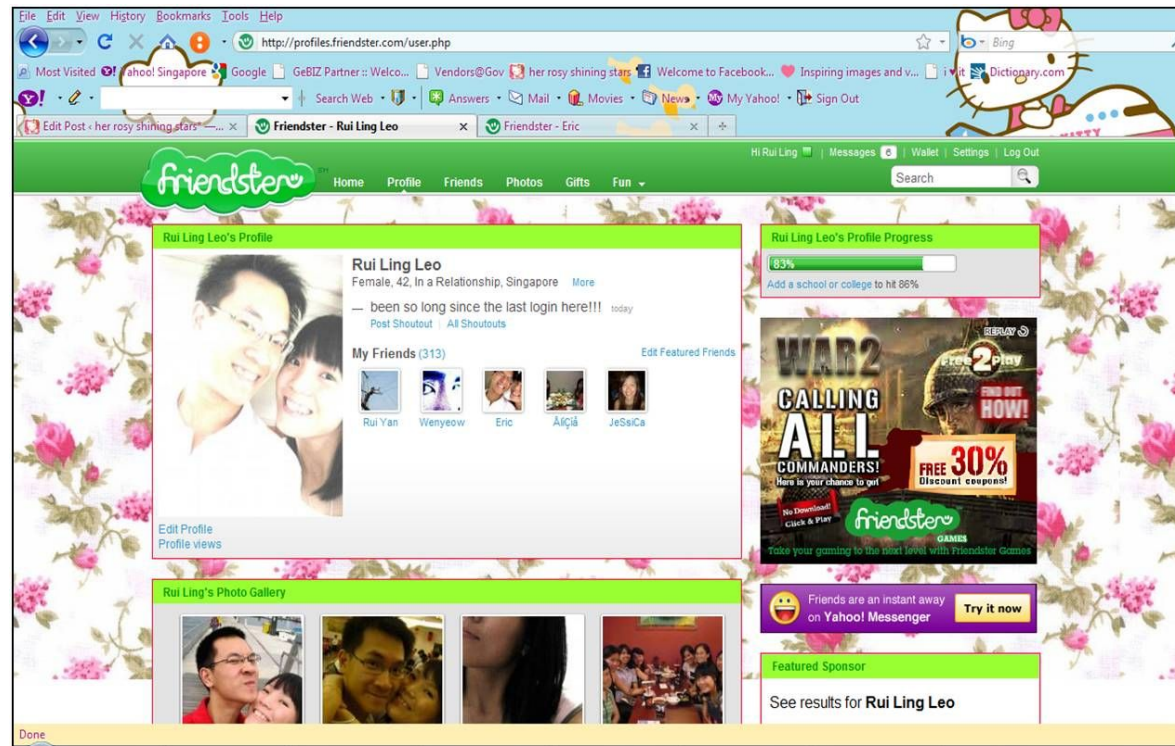 File Edit View History Bookmarks Tools Help
http://profiles.friendster.com/user.php
Bing
Most Visited Yahoo! Singapore Google GeBIZ Partner :: Welco... Vendors@Gov her rosy shining stars Welcome to Facebook... Inspiring images and v... i ♥ it Dictionary.com
Search Web Answers Mail Movies News My Yahoo! Sign Out
Edit Post ‹ her rosy shining stars* —... Friendster - Rui Ling Leo Friendster - Eric
Hi Rui Ling | Messages 6 | Wallet | Settings | Log Out
friendster Home Profile Friends Photos Gifts Fun Search
Rui Ling Leo's Profile
Rui Ling Leo
Female, 42, In a Relationship, Singapore More
— been so long since the last login here!!! today
Post Shoutout | All Shoutouts
My Friends (313) Edit Featured Friends
Rui Yan Wenyeow Eric ÄlíÇíå JeSsiCa
Edit Profile
Profile views
Rui Ling's Photo Gallery
Rui Ling Leo's Profile Progress
83%
Add a school or college to hit 86%
REPLAY
WAR2
Free2Play
CALLING
ALL
COMMANDERS!
Here is your chance to get
FIND OUT
HOW!
FREE 30%
Discount coupons!
No Download!
Click & Play
friendster
GAMES
Take your gaming to the next level with Friendster Games
Friends are an instant away
on Yahoo! Messenger
Try it now
Featured Sponsor
See results for Rui Ling Leo
Done